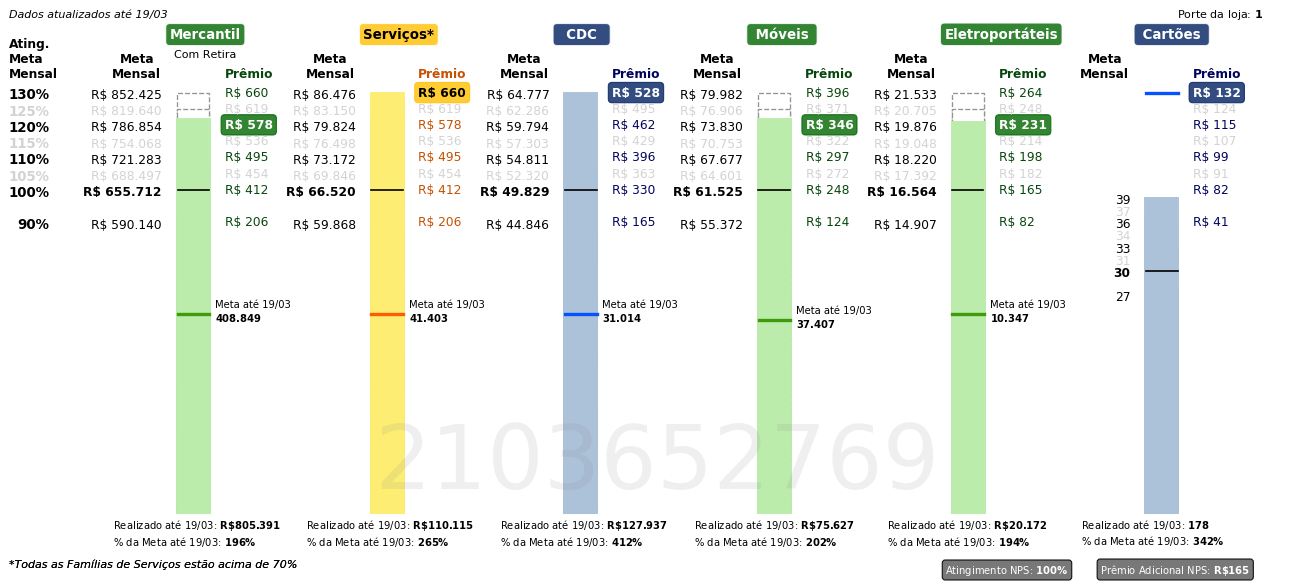 Dados atualizados até 19/03
Porte da loja: 1
Mercantil Serviços* CDC Móveis Eletroportáteis Cartões
Com Retira
Ating. Meta Mensal
Meta Mensal Prêmio Meta Mensal Prêmio Meta Mensal Prêmio Meta Mensal Prêmio Meta Mensal Prêmio Meta Mensal Prêmio
130% R$ 852.425 R$ 660 R$ 86.476 R$ 660 R$ 64.777 R$ 528 R$ 79.982 R$ 396 R$ 21.533 R$ 264 R$ 132
125% R$ 819.640 R$ 619 R$ 83.150 R$ 619 R$ 62.286 R$ 495 R$ 76.906 R$ 371 R$ 20.705 R$ 248 R$ 124
120% R$ 786.854 R$ 578 R$ 79.824 R$ 578 R$ 59.794 R$ 462 R$ 73.830 R$ 346 R$ 19.876 R$ 231 R$ 115
115% R$ 754.068 R$ 536 R$ 76.498 R$ 536 R$ 57.303 R$ 429 R$ 70.753 R$ 322 R$ 19.048 R$ 214 R$ 107
110% R$ 721.283 R$ 495 R$ 73.172 R$ 495 R$ 54.811 R$ 396 R$ 67.677 R$ 297 R$ 18.220 R$ 198 R$ 99
105% R$ 688.497 R$ 454 R$ 69.846 R$ 454 R$ 52.320 R$ 363 R$ 64.601 R$ 272 R$ 17.392 R$ 182 R$ 91
100% R$ 655.712 R$ 412 R$ 66.520 R$ 412 R$ 49.829 R$ 330 R$ 61.525 R$ 248 R$ 16.564 R$ 165 R$ 82
90% R$ 590.140 R$ 206 R$ 59.868 R$ 206 R$ 44.846 R$ 165 R$ 55.372 R$ 124 R$ 14.907 R$ 82 R$ 41
39
37
36
34
33
31
30
27
Meta até 19/03
408.849
Meta até 19/03
41.403
Meta até 19/03
31.014
Meta até 19/03
37.407
Meta até 19/03
10.347
2103652769
Realizado até 19/03: R$805.391 Realizado até 19/03: R$110.115 Realizado até 19/03: R$127.937 Realizado até 19/03: R$75.627 Realizado até 19/03: R$20.172 Realizado até 19/03: 178
% da Meta até 19/03: 196% % da Meta até 19/03: 265% % da Meta até 19/03: 412% % da Meta até 19/03: 202% % da Meta até 19/03: 194% % da Meta até 19/03: 342%
*Todas as Famílias de Serviços estão acima de 70%
Atingimento NPS: 100% Prêmio Adicional NPS: R$165